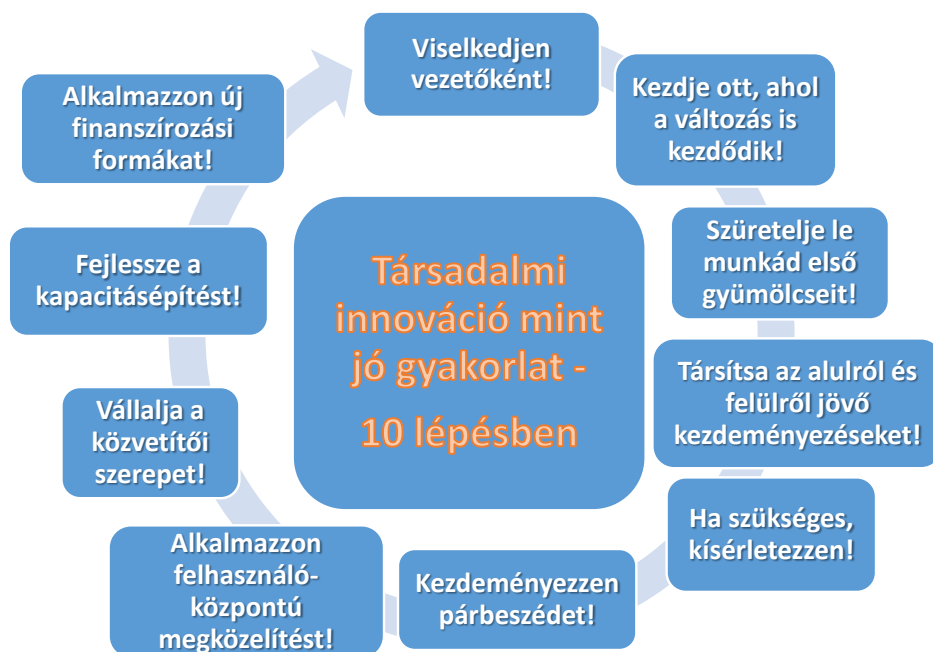 Viselkedjen
vezetőként!
Kezdje ott, ahol
a változás is
kezdődik!
Szüretelje le
munkád első
gyümölcseit!
Társítsa az alulról és
felülről jövő
kezdeményezéseket!
Ha szükséges,
kísérletezzen!
Kezdeményezzen
párbeszédet!
Alkalmazzon
felhasználó-
központú
megközelítést!
Vállalja a
közvetítői
szerepet!
Fejlessze a
kapacitásépítést!
Alkalmazzon új
finanszírozási
formákat!
Társadalmi
innováció mint
jó gyakorlat -
10 lépésben